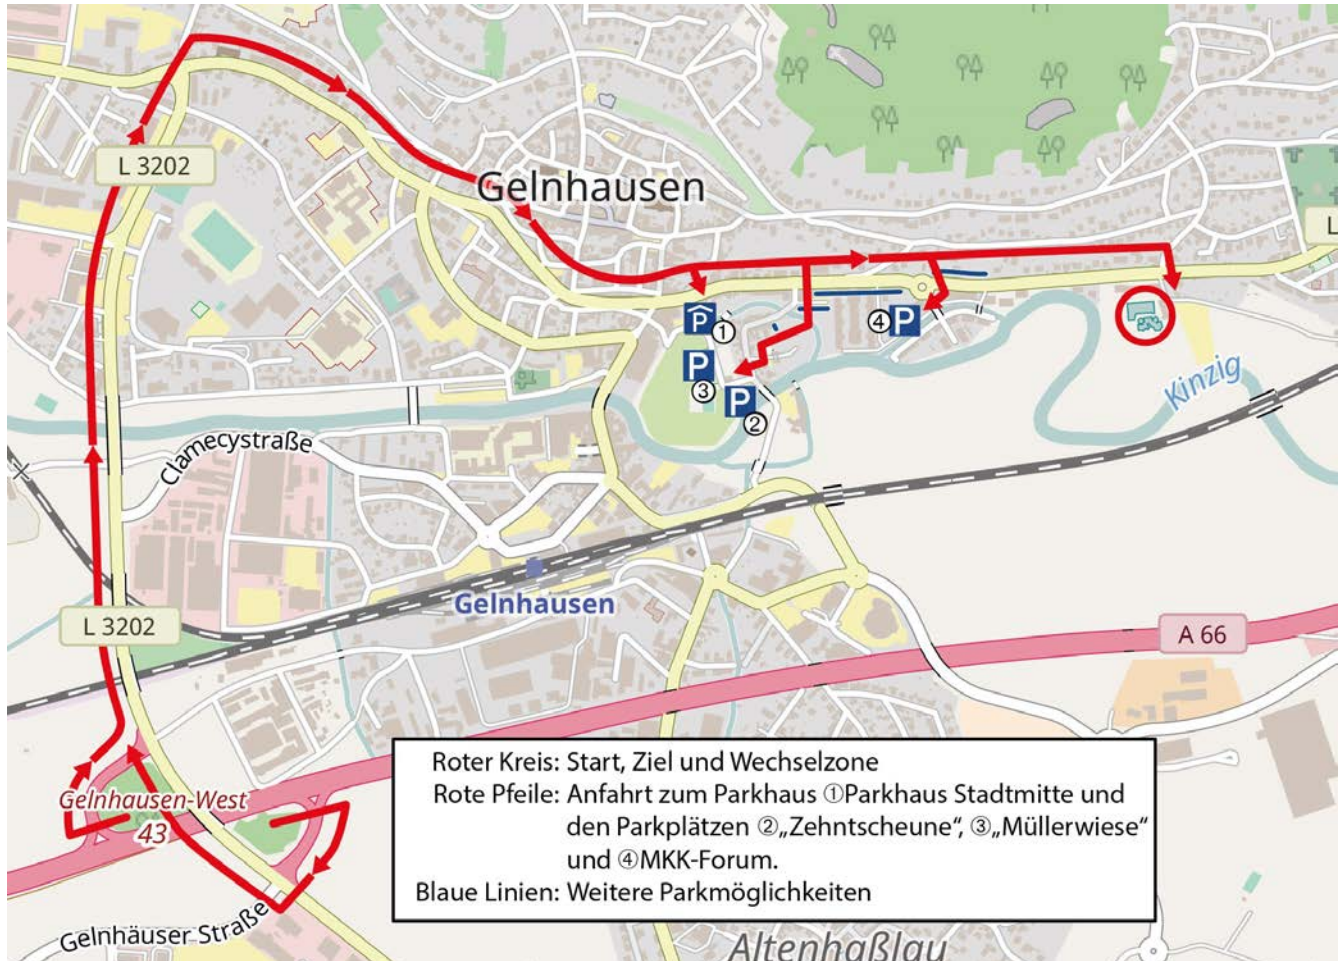 L 3202
Gelnhausen
L
P
①
④ P
P
③
P
②
Kinzig
Clamecystraße
Gelnhausen
L 3202
A 66
Gelnhausen-West
43
Roter Kreis: Start, Ziel und Wechselzone
Rote Pfeile: Anfahrt zum Parkhaus ①Parkhaus Stadtmitte und
den Parkplätzen ②„Zehntscheune“, ③„Müllerwiese“
und ④MKK-Forum.
Blaue Linien: Weitere Parkmöglichkeiten
Gelnhäuser Straße
Altenhaßlau